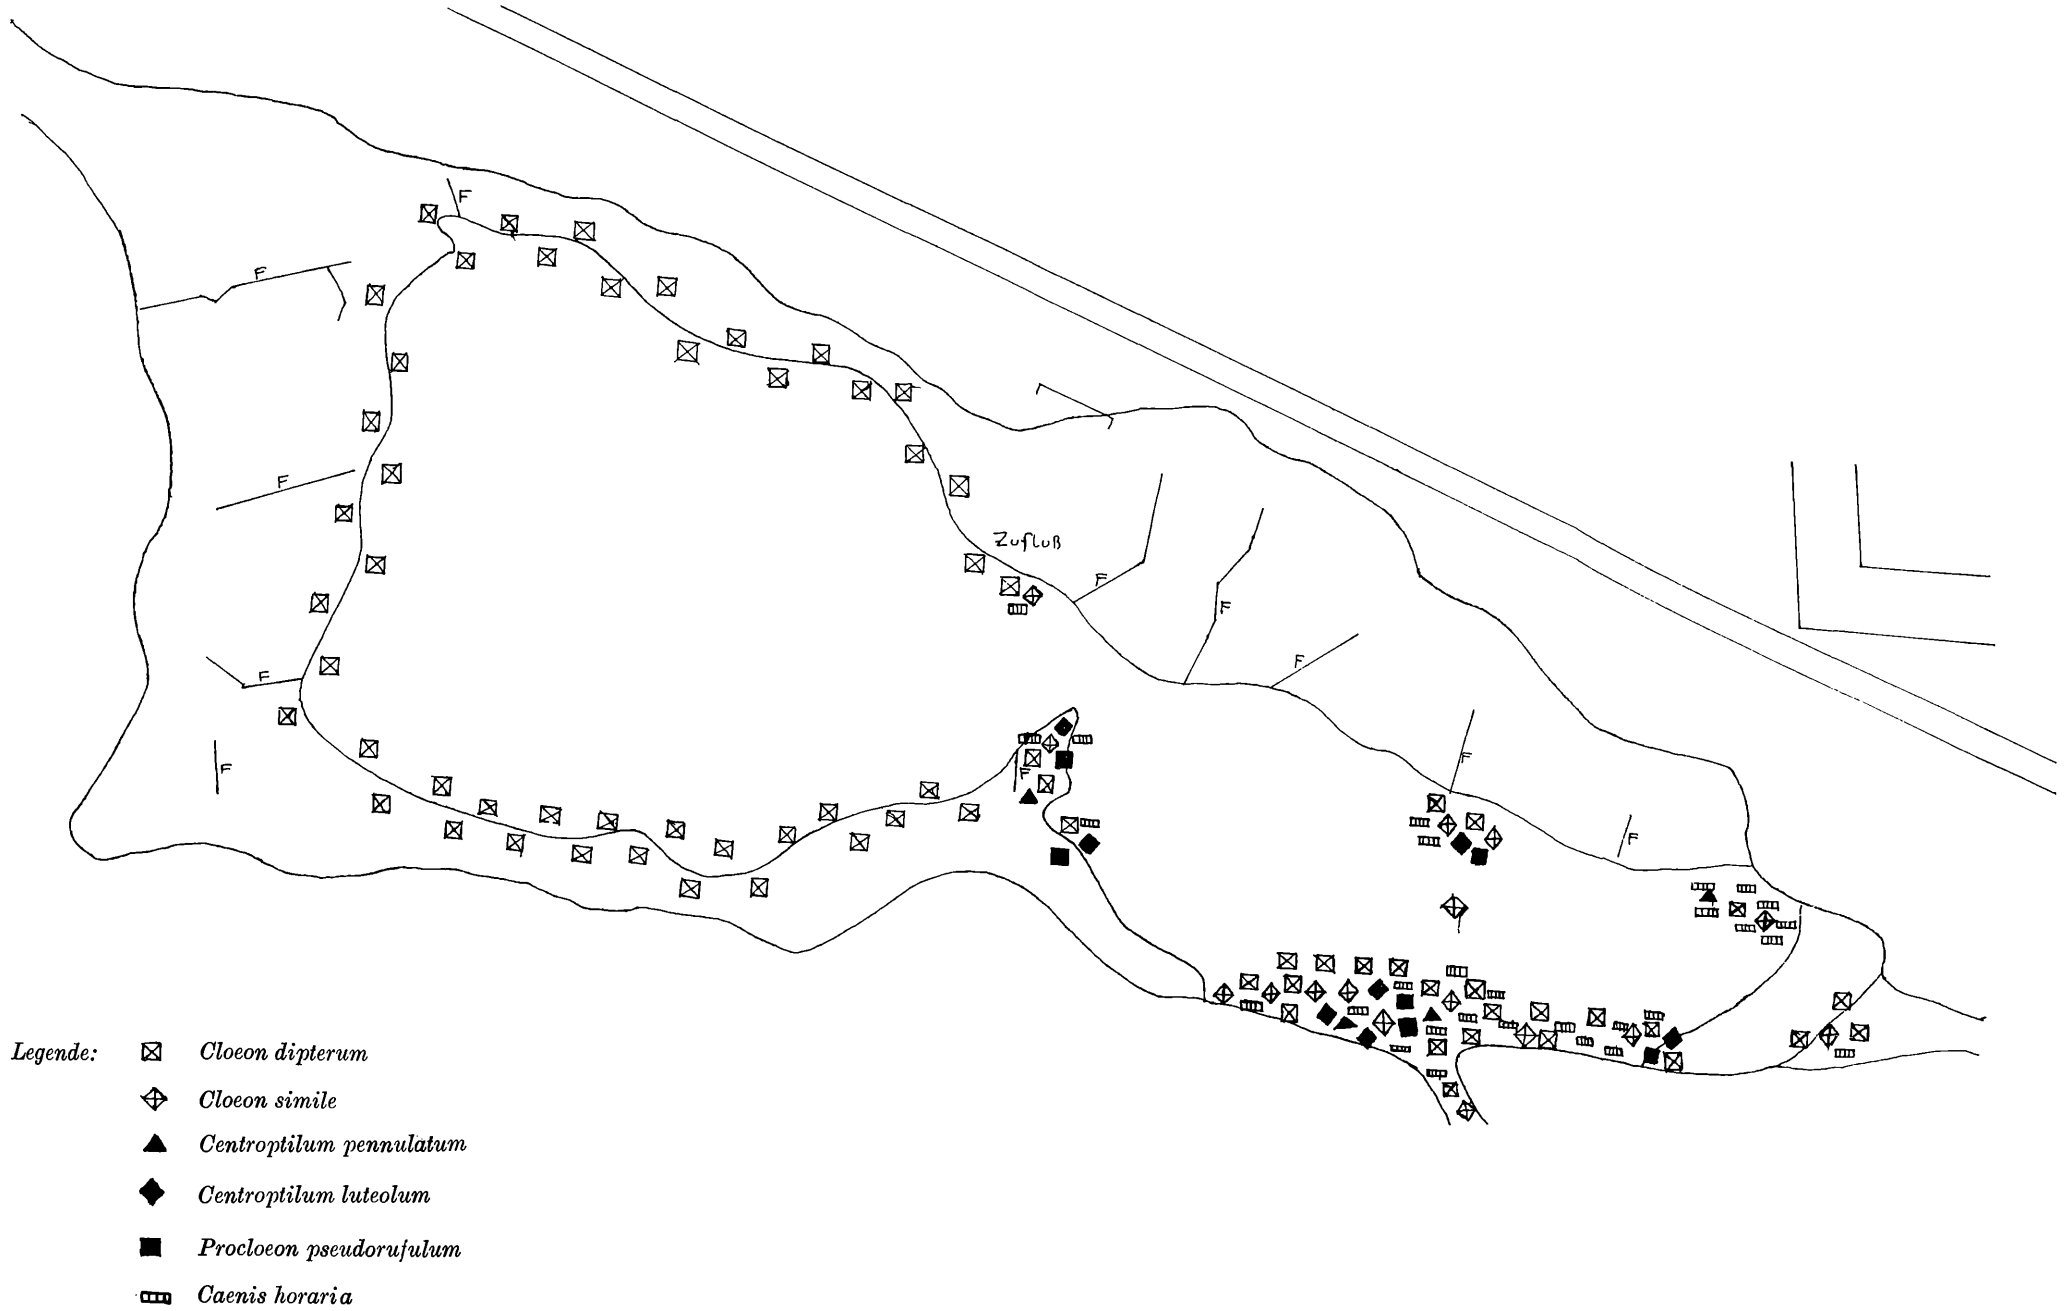 F
F
F
Zufluß
F
F
F
F
F
F
F
F
Legende:
Cloeon dipterum
Cloeon simile
Centroptilum pennulatum
Centroptilum luteolum
Procloeon pseudorufulum
Caenis horaria